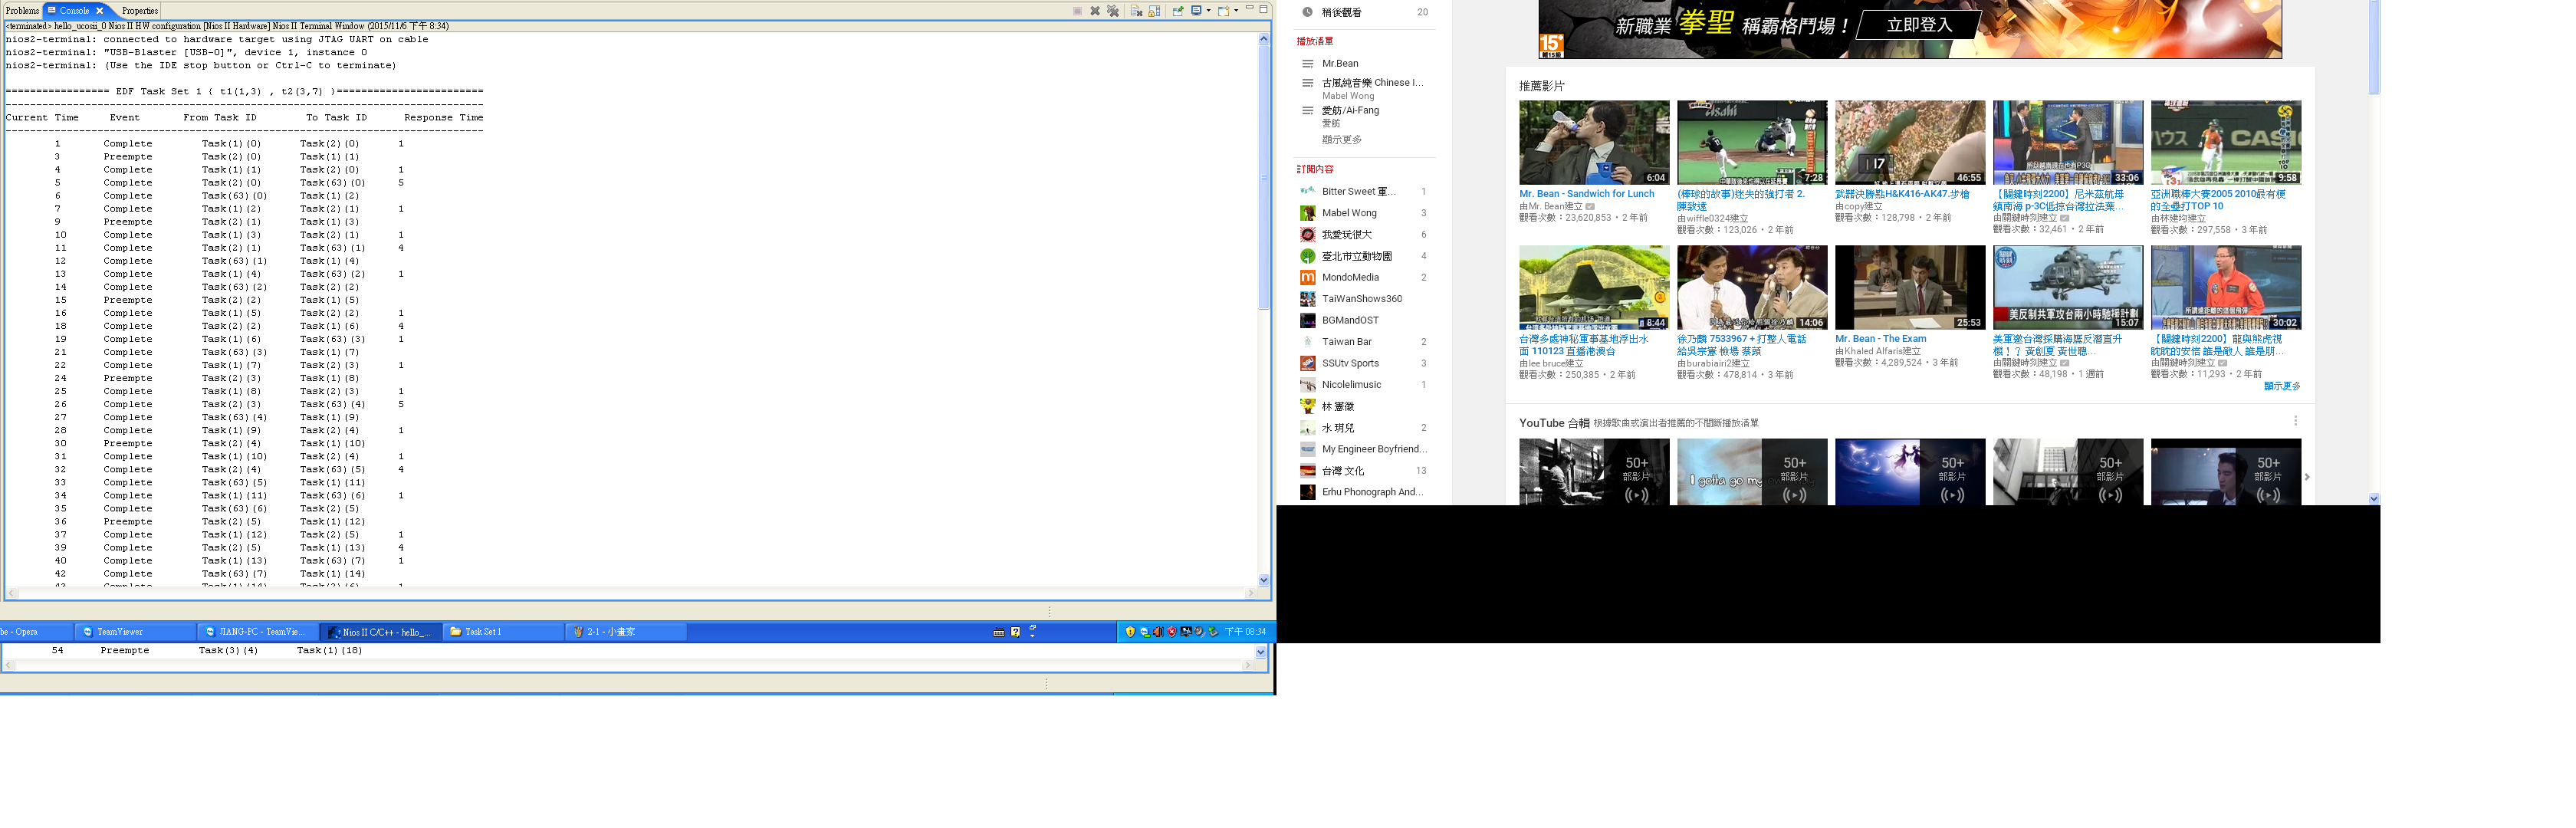 Problems Console Properties
<terminated> hello_ucosii_0 Nios II HW configuration [Nios II Hardware] Nios II Terminal Window (2015/11/6 下午 8:34)
nios2-terminal: connected to hardware target using JTAG UART on cable
nios2-terminal: "USB-Blaster [USB-0]", device 1, instance 0
nios2-terminal: (Use the IDE stop button or Ctrl-C to terminate)
================= EDF Task Set 1 { t1(1,3) , t2(3,7) }========================
Current Time Event From Task ID To Task ID Response Time
1 Complete Task(1)(0) Task(2)(0) 1
3 Preempte Task(2)(0) Task(1)(1)
4 Complete Task(1)(1) Task(2)(0) 1
5 Complete Task(2)(0) Task(63)(0) 5
6 Complete Task(63)(0) Task(1)(2)
7 Complete Task(1)(2) Task(2)(1) 1
9 Preempte Task(2)(1) Task(1)(3)
10 Complete Task(1)(3) Task(2)(1) 1
11 Complete Task(2)(1) Task(63)(1) 4
12 Complete Task(63)(1) Task(1)(4)
13 Complete Task(1)(4) Task(63)(2) 1
14 Complete Task(63)(2) Task(2)(2)
15 Preempte Task(2)(2) Task(1)(5)
16 Complete Task(1)(5) Task(2)(2) 1
18 Complete Task(2)(2) Task(1)(6) 4
19 Complete Task(1)(6) Task(63)(3) 1
21 Complete Task(63)(3) Task(1)(7)
22 Complete Task(1)(7) Task(2)(3) 1
24 Preempte Task(2)(3) Task(1)(8)
25 Complete Task(1)(8) Task(2)(3) 1
26 Complete Task(2)(3) Task(63)(4) 5
27 Complete Task(63)(4) Task(1)(9)
28 Complete Task(1)(9) Task(2)(4) 1
30 Preempte Task(2)(4) Task(1)(10)
31 Complete Task(1)(10) Task(2)(4) 1
32 Complete Task(2)(4) Task(63)(5) 4
33 Complete Task(63)(5) Task(1)(11)
34 Complete Task(1)(11) Task(63)(6) 1
35 Complete Task(63)(6) Task(2)(5)
36 Preempte Task(2)(5) Task(1)(12)
37 Complete Task(1)(12) Task(2)(5) 1
39 Complete Task(2)(5) Task(1)(13) 4
40 Complete Task(1)(13) Task(63)(7) 1
42 Complete Task(63)(7) Task(1)(14)
43 Complete Task(1)(14) Task(2)(6) 1
be - Opera TeamViewer JIANG-PC - TeamVie... Nios II C/C++ - hello_... Task Set 1 2-1 - 小畫家 下午 08:34
54 Preempte Task(3)(4) Task(1)(18)
稍後觀看 20
播放清單
Mr.Bean
古風純音樂 Chinese I...
Mabel Wong
愛舫/Ai-Fang
愛舫
顯示更多
訂閱內容
Bitter Sweet 軍... 1
Mabel Wong 3
我愛玩很大 6
臺北市立動物園 4
MondoMedia 2
TaiWanShows360
BGMandOST
Taiwan Bar 2
SSUtv Sports 3
Nicolelimusic 1
林 憲徵
水 玥兒 2
My Engineer Boyfriend...
台灣 文化 13
Erhu Phonograph And...
新職業 拳聖 稱霸格鬥場！ 立即登入
15+
推薦影片
6:04 7:28 46:55 33:06 9:58
Mr. Bean - Sandwich for Lunch
由Mr. Bean建立
觀看次數：23,620,853 • 2 年前
(棒球的故事)迷失的強打者 2.
陳致遠
由wiffle0324建立
觀看次數：123,026 • 2 年前
武器決勝點H&K416-AK47.步槍
由copy建立
觀看次數：128,798 • 2 年前
【關鍵時刻2200】尼米茲航母
鎮南海 p-3C低掠台灣拉法葉...
由關鍵時刻建立
觀看次數：32,461 • 2 年前
亞洲職棒大賽2005 2010最有梗
的全壘打TOP 10
由林建均建立
觀看次數：297,558 • 3 年前
8:44 14:06 25:53 15:07 30:02
美反制共軍攻台兩小時馳援計劃
台灣多處神秘軍事基地浮出水
面 110123 直播港澳台
由lee bruce建立
觀看次數：250,385 • 2 年前
徐乃麟 7533967 + 打整人電話
給吳宗憲 檢場 蔡頭
由burabiairi2建立
觀看次數：478,814 • 3 年前
Mr. Bean - The Exam
由Khaled Alfaris建立
觀看次數：4,289,524 • 3 年前
美軍邀台灣採購海鷹反潛直升
機！？ 黃創夏 黃世聰...
由關鍵時刻建立
觀看次數：48,198 • 1 週前
【關鍵時刻2200】龍與熊虎視
眈眈的安倍 誰是敵人 誰是朋...
由關鍵時刻建立
觀看次數：11,293 • 2 年前
顯示更多
YouTube 合輯 根據歌曲或演出者推薦的不間斷播放清單
50+ 50+ 50+ 50+ 50+
部影片 部影片 部影片 部影片 部影片
I gotta go my